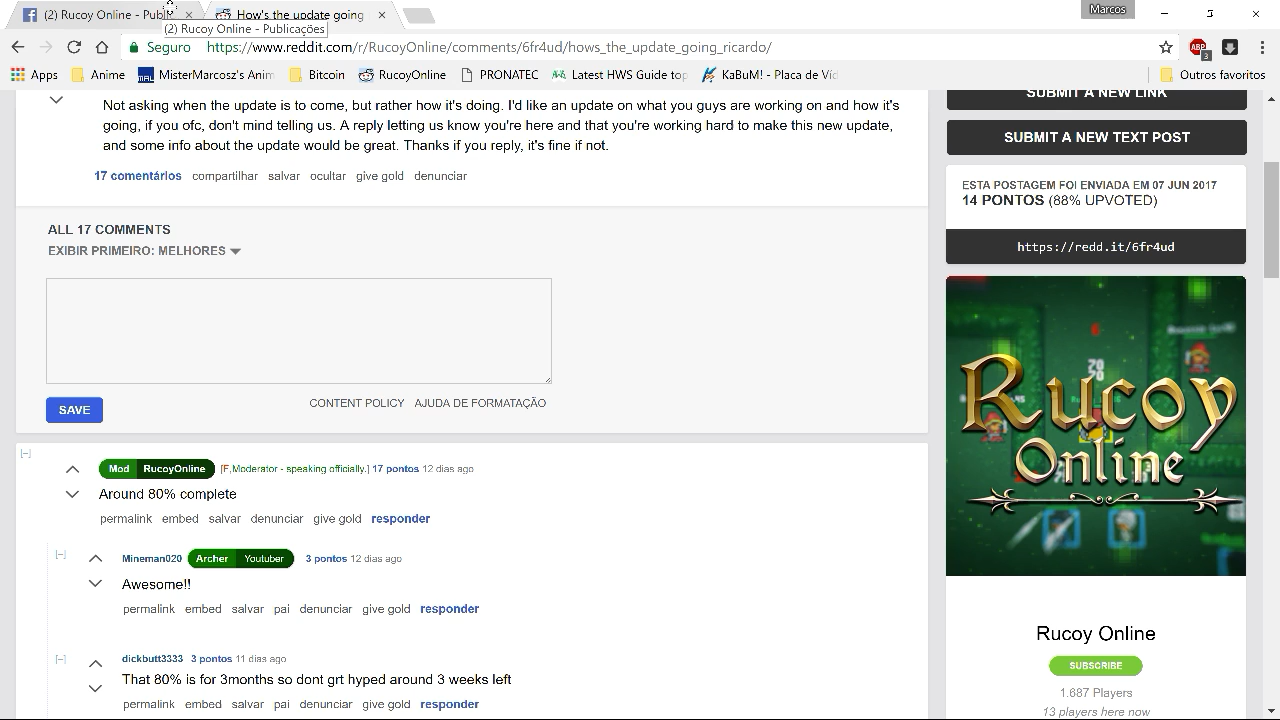 (2) Rucoy Online - Publi
How's the update going
Marcos
(2) Rucoy Online - Publicações
Seguro
https://www.reddit.com/r/RucoyOnline/comments/6fr4ud/hows_the_update_going_ricardo/
ABP
3
Apps
Anime
MAL
MisterMarcosz's Anim
Bitcoin
RucoyOnline
PRONATEC
Latest HWS Guide top
KaBuM! - Placa de Víd
Outros favoritos
Not asking when the update is to come, but rather how it's doing. I'd like an update on what you guys are working on and how it's
going, if you ofc, don't mind telling us. A reply letting us know you're here and that you're working hard to make this new update,
and some info about the update would be great. Thanks if you reply, it's fine if not.
17 comentários compartilhar salvar ocultar give gold denunciar
ALL 17 COMMENTS
EXIBIR PRIMEIRO: MELHORES
SAVE
CONTENT POLICY AJUDA DE FORMATAÇÃO
[–]
Mod RucoyOnline [F,Moderator - speaking officially.] 17 pontos 12 dias ago
Around 80% complete
permalink embed salvar denunciar give gold responder
[–]
Mineman020 Archer Youtuber 3 pontos 12 dias ago
Awesome!!
permalink embed salvar pai denunciar give gold responder
[–]
dickbutt3333 3 pontos 11 dias ago
That 80% is for 3months so dont grt hyped around 3 weeks left
permalink embed salvar pai denunciar give gold responder
SUBMIT A NEW LINK
SUBMIT A NEW TEXT POST
ESTA POSTAGEM FOI ENVIADA EM 07 JUN 2017
14 PONTOS (88% UPVOTED)
https://redd.it/6fr4ud
Rucoy
Online
Rucoy Online
SUBSCRIBE
1.687 Players
13 players here now